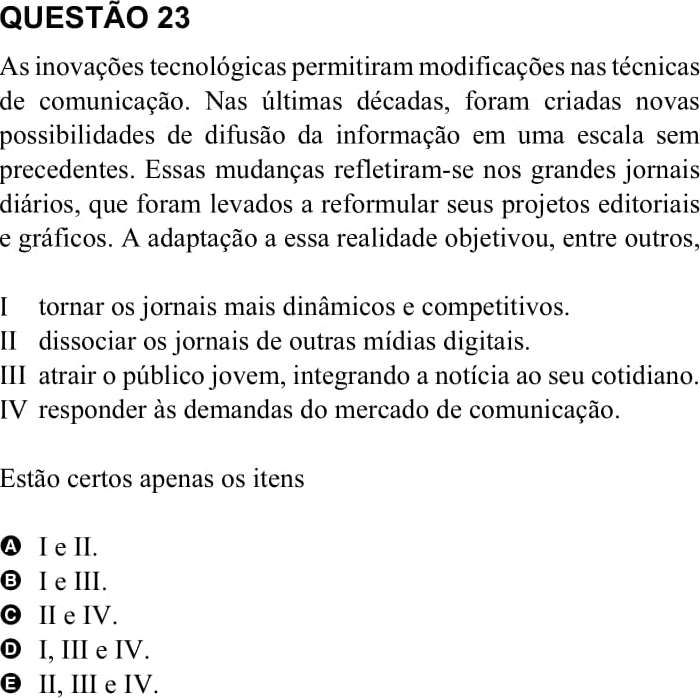 QUESTÃO 23
As inovações tecnológicas permitiram modificações nas técnicas
de comunicação. Nas últimas décadas, foram criadas novas
possibilidades de difusão da informação em uma escala sem
precedentes. Essas mudanças refletiram-se nos grandes jornais
diários, que foram levados a reformular seus projetos editoriais
e gráficos. A adaptação a essa realidade objetivou, entre outros,
I tornar os jornais mais dinâmicos e competitivos.
II dissociar os jornais de outras mídias digitais.
III atrair o público jovem, integrando a notícia ao seu cotidiano.
IV responder às demandas do mercado de comunicação.
Estão certos apenas os itens
A I e II.
B I e III.
C II e IV.
D I, III e IV.
E II, III e IV.